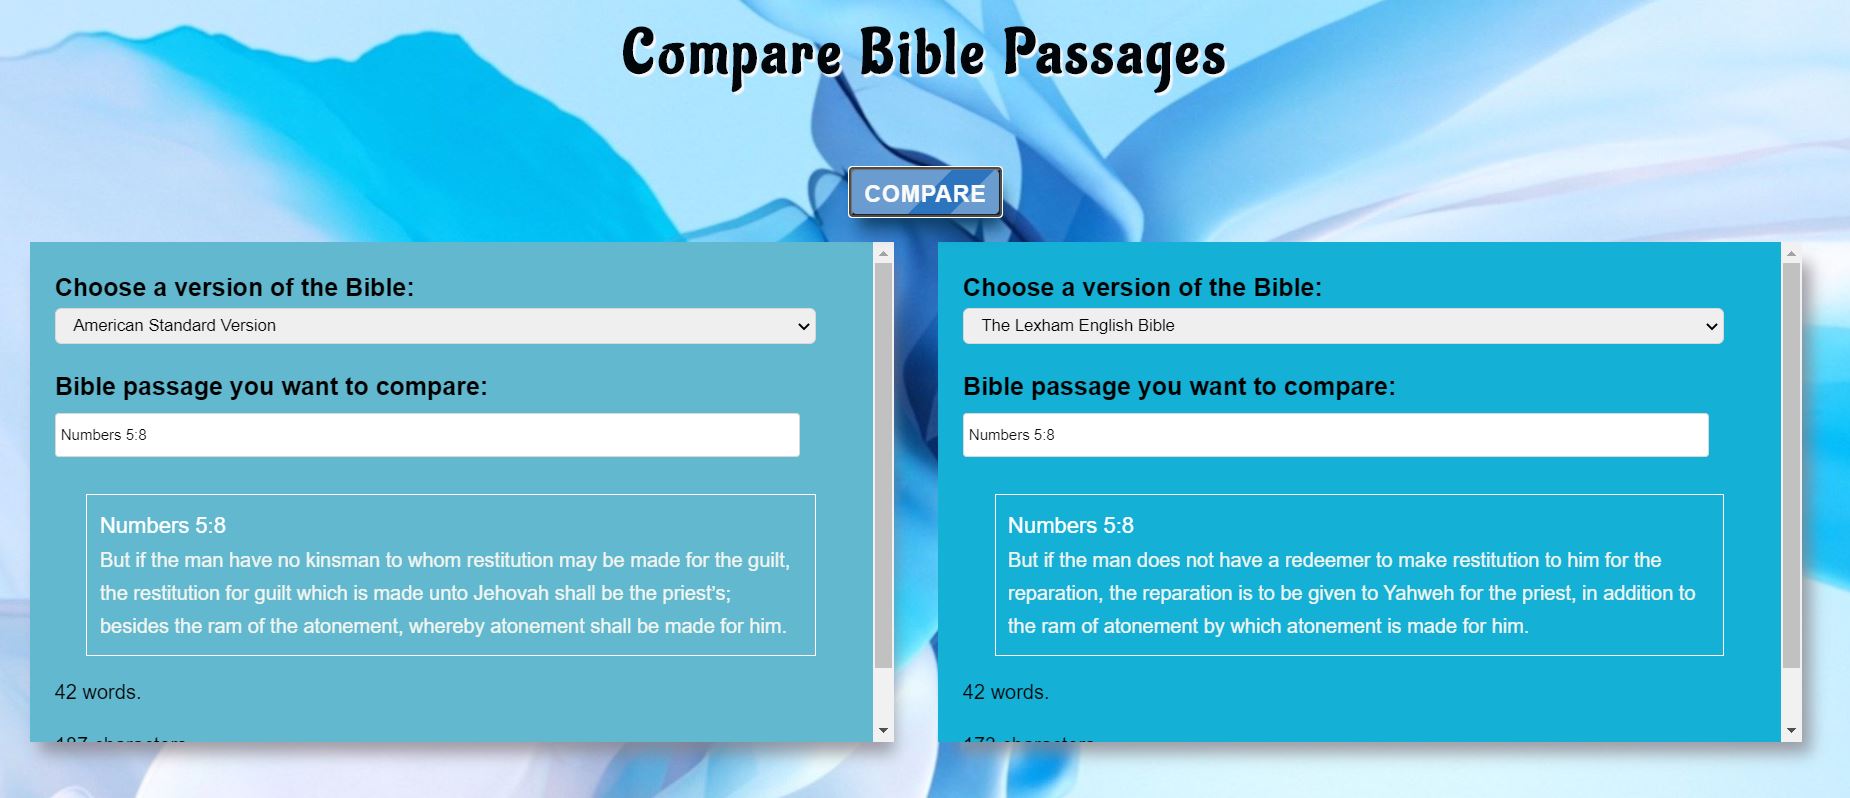 Compare Bible Passages
COMPARE
Choose a version of the Bible:
American Standard Version
Bible passage you want to compare:
Numbers 5:8
Numbers 5:8
But if the man have no kinsman to whom restitution may be made for the guilt,
the restitution for guilt which is made unto Jehovah shall be the priest's;
besides the ram of the atonement, whereby atonement shall be made for him.
42 words.
187 characters
Choose a version of the Bible:
The Lexham English Bible
Bible passage you want to compare:
Numbers 5:8
Numbers 5:8
But if the man does not have a redeemer to make restitution to him for the
reparation, the reparation is to be given to Yahweh for the priest, in addition to
the ram of atonement by which atonement is made for him.
42 words.
173 characters